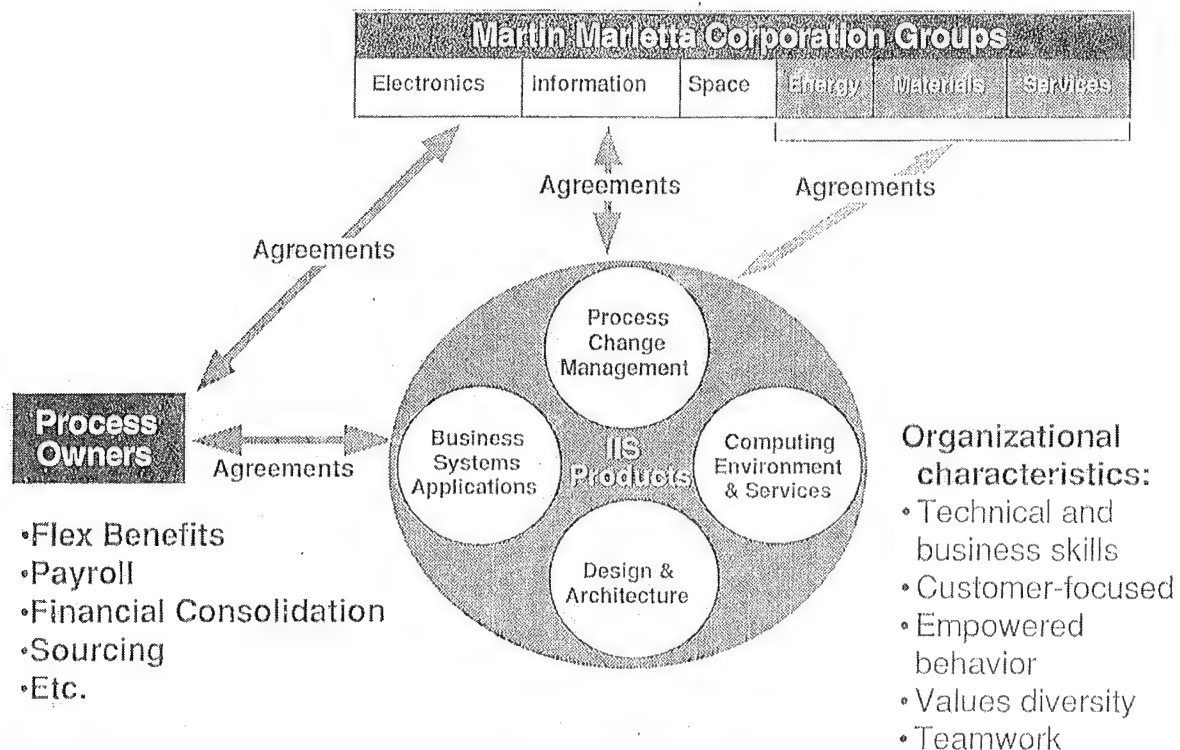 Martin Marietta Corporation Groups
Electronics Information Space Energy Materials Services
Agreements Agreements
Agreements
Process
Change
Management
Process
Owners
Agreements
Business
Systems
Applications
IIS
Products
Computing
Environment
& Services
Design &
Architecture
•Flex Benefits
•Payroll
•Financial Consolidation
•Sourcing
•Etc.
Organizational
characteristics:
• Technical and
business skills
• Customer-focused
• Empowered
behavior
• Values diversity
• Teamwork